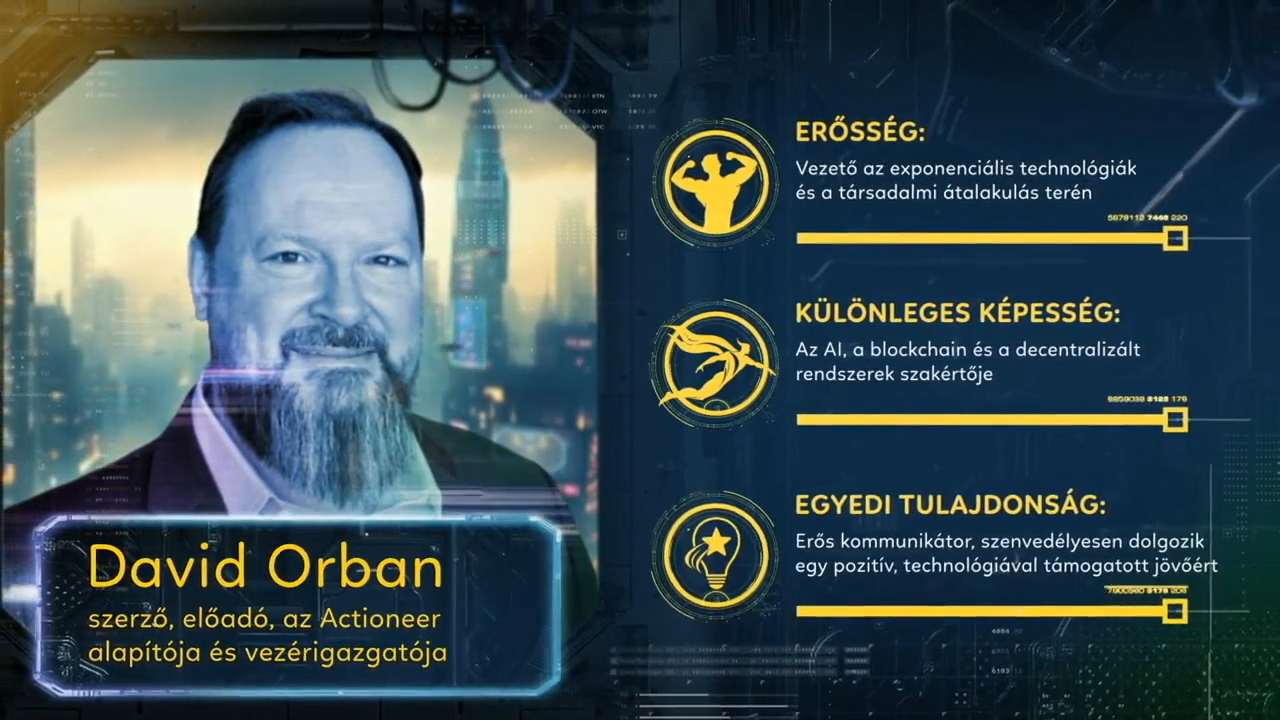 David Orban
szerző, előadó, az Actioneer
alapítója és vezérigazgatója
ERŐSSÉG:
Vezető az exponenciális technológiák
és a társadalmi átalakulás terén
KÜLÖNLEGES KÉPESSÉG:
Az AI, a blockchain és a decentralizált
rendszerek szakértője
EGYEDI TULAJDONSÁG:
Erős kommunikátor, szenvedélyesen dolgozik
egy pozitív, technológiával támogatott jövőért